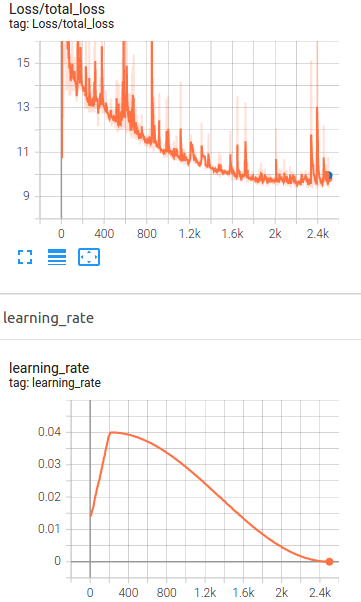 Loss/total_loss
tag: Loss/total_loss
15
13
11
9
0 400 800 1.2k 1.6k 2k 2.4k
learning_rate
learning_rate
tag: learning_rate
0.04
0.03
0.02
0.01
0
0 400 800 1.2k 1.6k 2k 2.4k